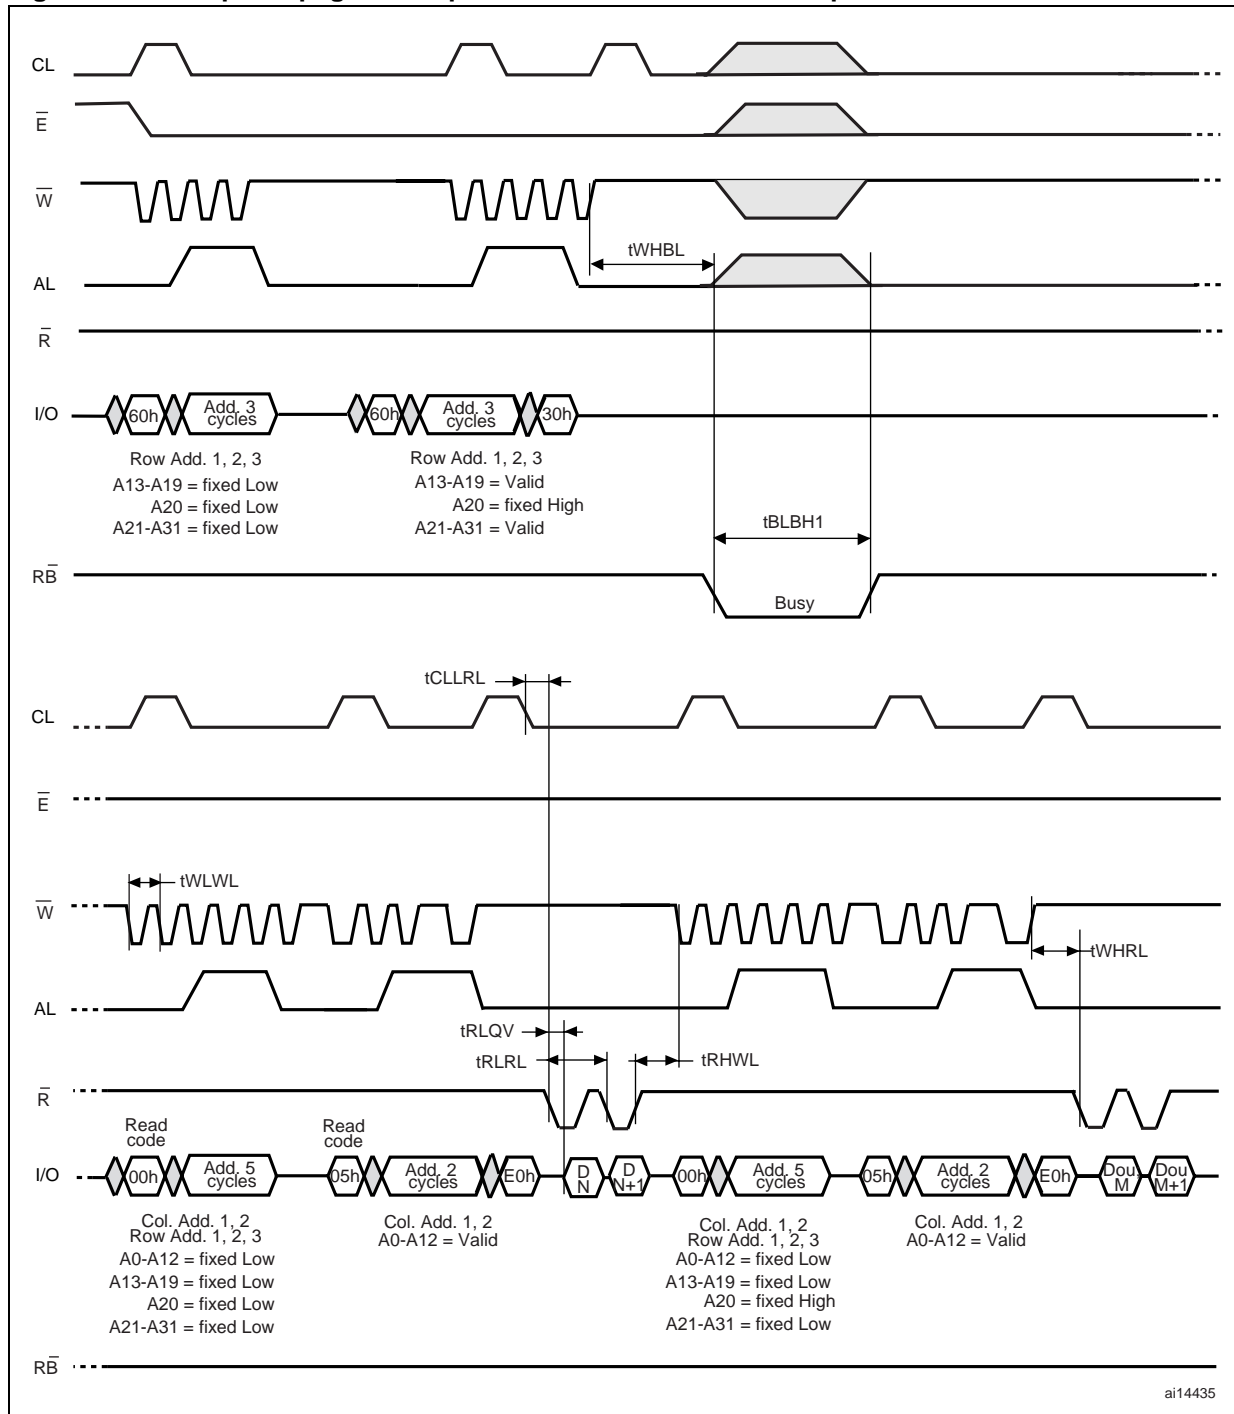 CL
E
W
tWHBL
AL
R
I/O
60h
Add. 3
cycles
60h
Add. 3
cycles
30h
Row Add. 1, 2, 3
A13-A19 = fixed Low
A20 = fixed Low
A21-A31 = fixed Low
Row Add. 1, 2, 3
A13-A19 = Valid
A20 = fixed High
A21-A31 = Valid
tBLBH1
RB
Busy
tCLLRL
CL
E
tWLWL
W
tWHRL
AL
tRLQV
tRLRL
tRHWL
R
Read
code
Read
code
I/O
00h
Add. 5
cycles
05h
Add. 2
cycles
E0h
D
N
D
N+1
00h
Add. 5
cycles
05h
Add. 2
cycles
E0h
Dou
M
Dou
M+1
Col. Add. 1, 2
Row Add. 1, 2, 3
A0-A12 = fixed Low
A13-A19 = fixed Low
A20 = fixed Low
A21-A31 = fixed Low
Col. Add. 1, 2
A0-A12 = Valid
Col. Add. 1, 2
Row Add. 1, 2, 3
A0-A12 = fixed Low
A13-A19 = fixed Low
A20 = fixed High
A21-A31 = fixed Low
Col. Add. 1, 2
A0-A12 = Valid
RB
ai14435